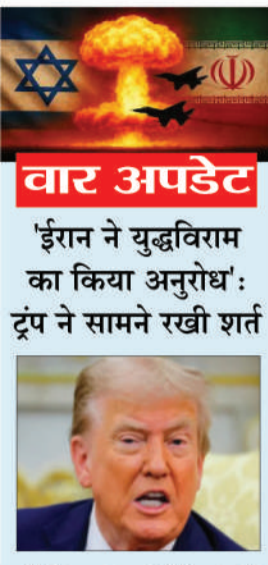 वार अपडेट
'ईरान ने युद्धविराम
का किया अनुरोध':
ट्रंप ने सामने रखी शर्त